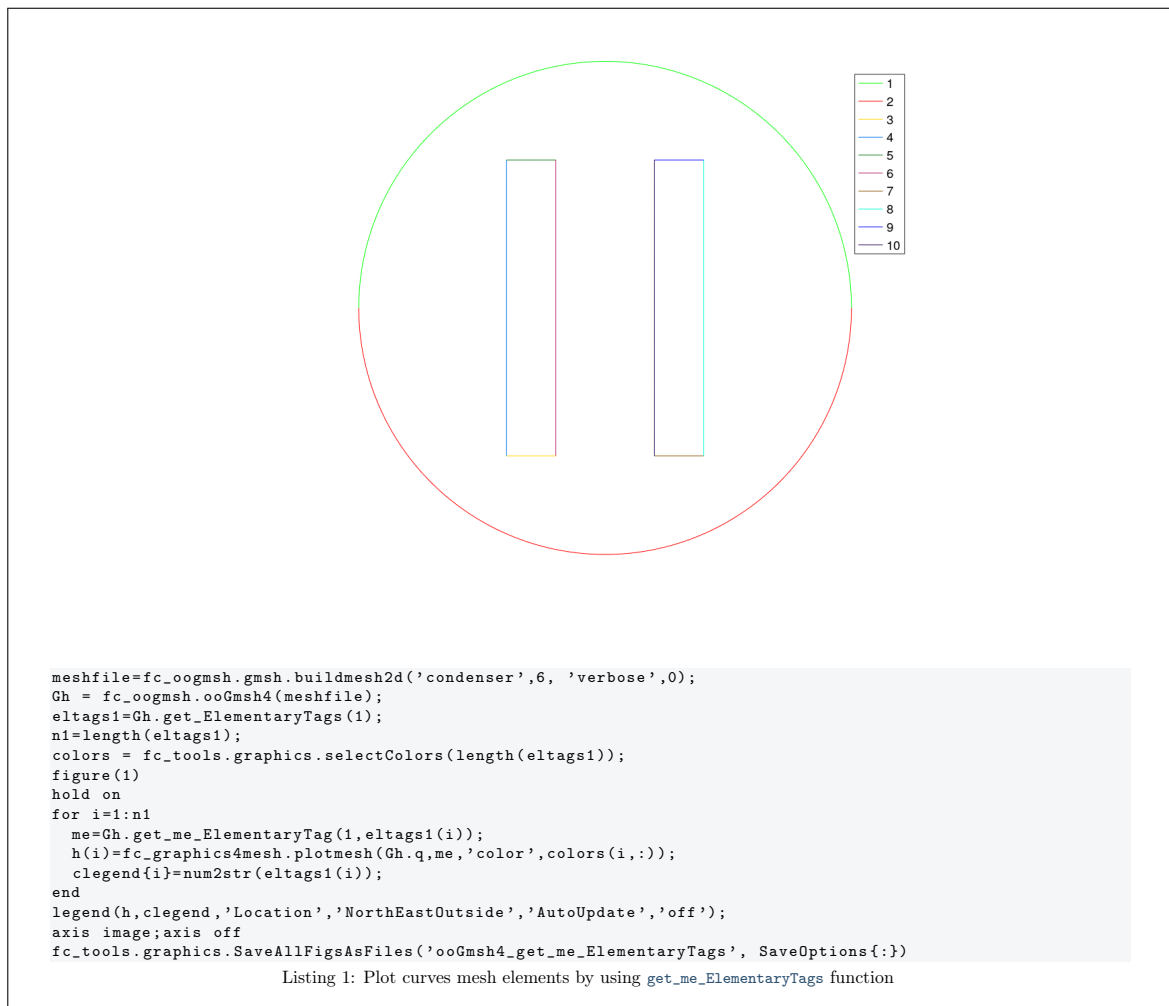 1
2
3
4
5
6
7
8
9
10
meshfile=fc_oogmsh.gmsh.buildmesh2d('condenser',6, 'verbose',0);
Gh = fc_oogmsh.ooGmsh4(meshfile);
eltags1=Gh.get_ElementaryTags(1);
n1=length(eltags1);
colors = fc_tools.graphics.selectColors(length(eltags1));
figure(1)
hold on
for i=1:n1
  me=Gh.get_me_ElementaryTag(1,eltags1(i));
  h(i)=fc_graphics4mesh.plotmesh(Gh.q,me,'color',colors(i,:));
  clegend{i}=num2str(eltags1(i));
end
legend(h,clegend,'Location','NorthEastOutside','AutoUpdate','off');
axis image;axis off
fc_tools.graphics.SaveAllFigsAsFiles('ooGmsh4_get_me_ElementaryTags', SaveOptions{:})
Listing 1: Plot curves mesh elements by using get_me_ElementaryTags function